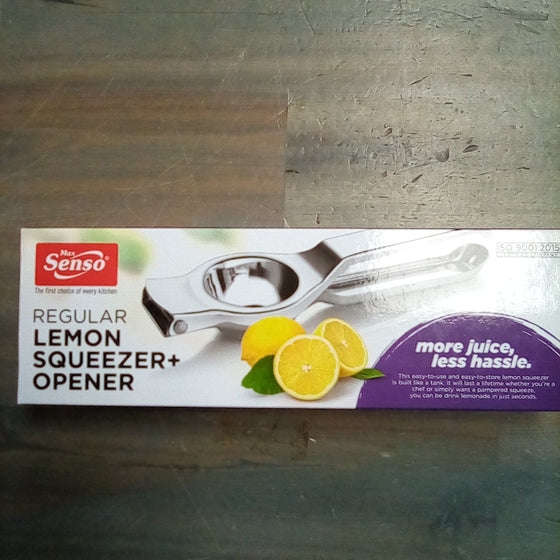 Max
Senso
The first choice of every kitchen
REGULAR
LEMON
SQUEEZER+
OPENER
ISO 9001 2015
more juice,
less hassle.
This easy-to-use and easy-to-store lemon squeezer
is built like a tank. It will last a lifetime whether you're a
chef or simply want a pampered squeeze,
you can be drink lemonade in just seconds.